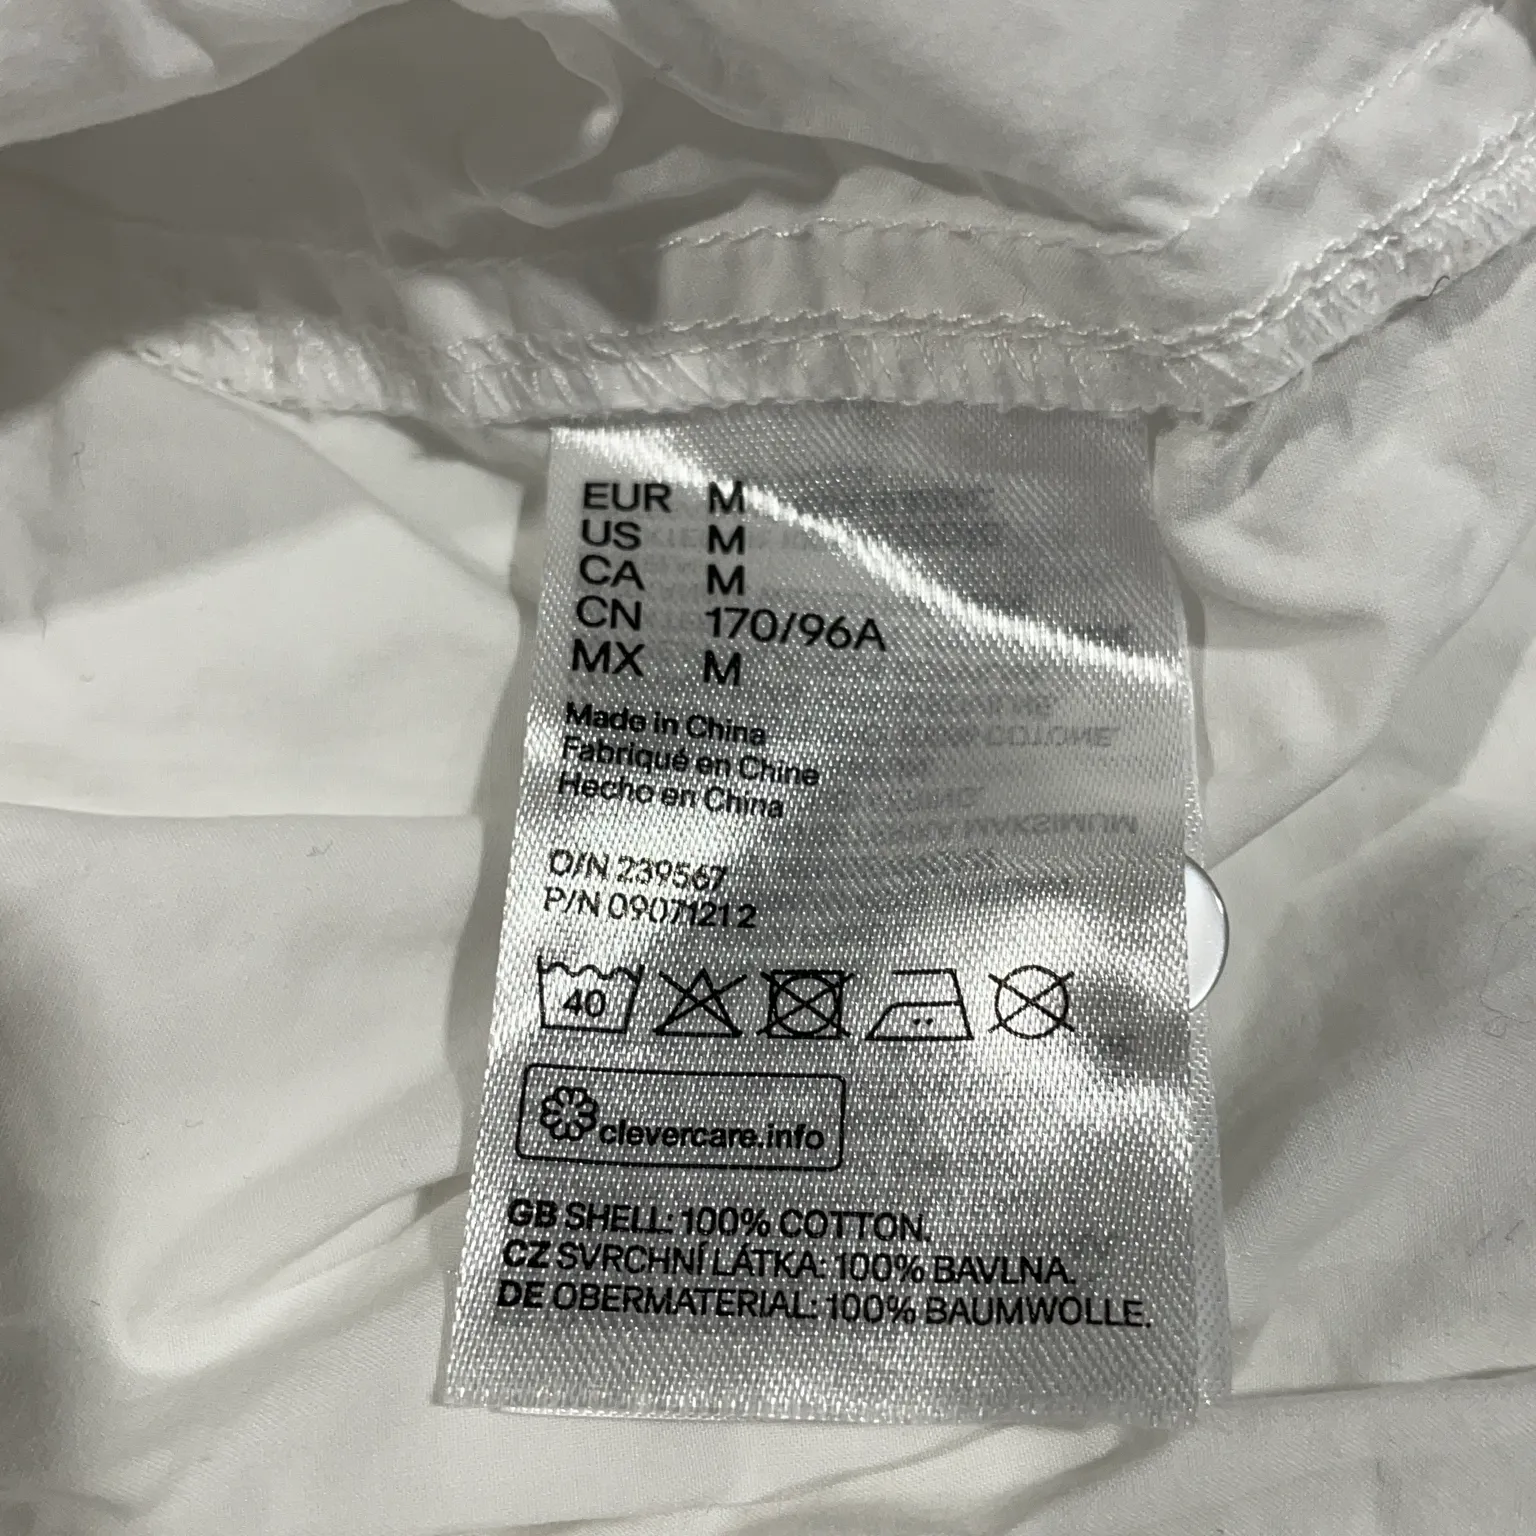 EUR M
US M
CA M
CN 170/96A
MX M
Made in China
Fabriqué en Chine
Hecho en China
O/N 239567
P/N 09071212
40
clevercare.info
GB SHELL: 100% COTTON.
CZ SVRCHNÍ LÁTKA: 100% BAVLNA.
DE OBERMATERIAL: 100% BAUMWOLLE.